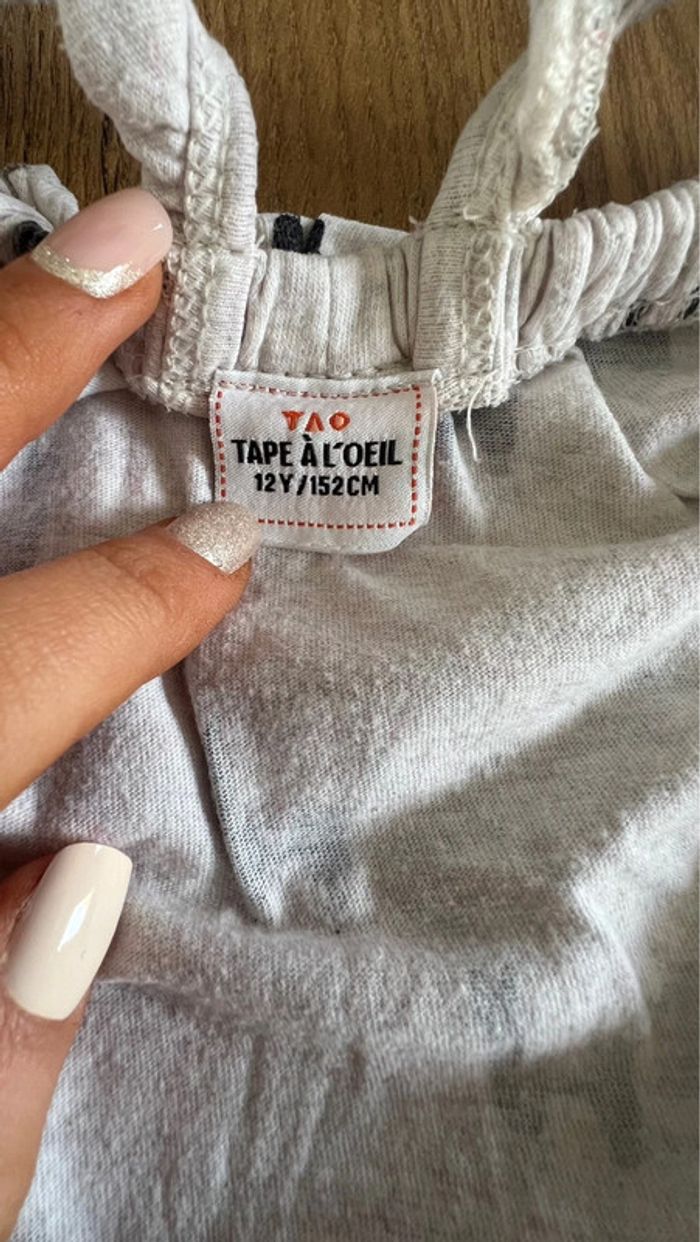 TAO
TAPE À L'OEIL
12Y/152CM